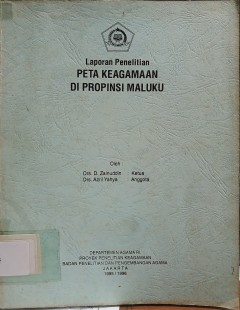 Laporan Penelitian
PETA KEAGAMAAN
DI PROPINSI MALUKU
Oleh :
Drs. D. Zainuddin Ketua
Drs. Azril Yahya Anggota
DEPARTEMEN AGAMA RI
PROYEK PENELITIAN KEAGAMAAN
BADAN PENELITIAN DAN PENGEMBANGAN AGAMA
JAKARTA